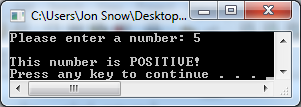 C:\Users\Jon Snow\Desktop...
Please enter a number: 5
This number is POSITIVE!
Press any key to continue . . .